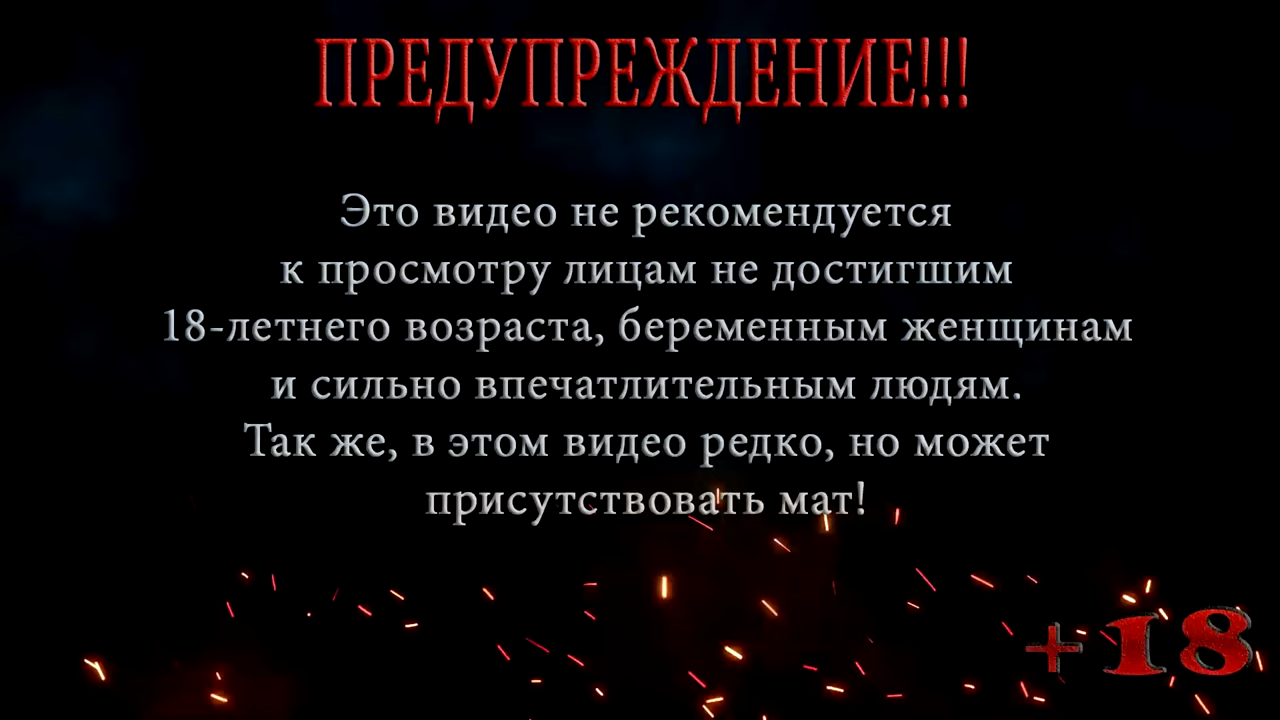 ПРЕДУПРЕЖДЕНИЕ!!!
Это видео не рекомендуется
к просмотру лицам не достигшим
18-летнего возраста, беременным женщинам
и сильно впечатлительным людям.
Так же, в этом видео редко, но может
присутствовать мат!
+18